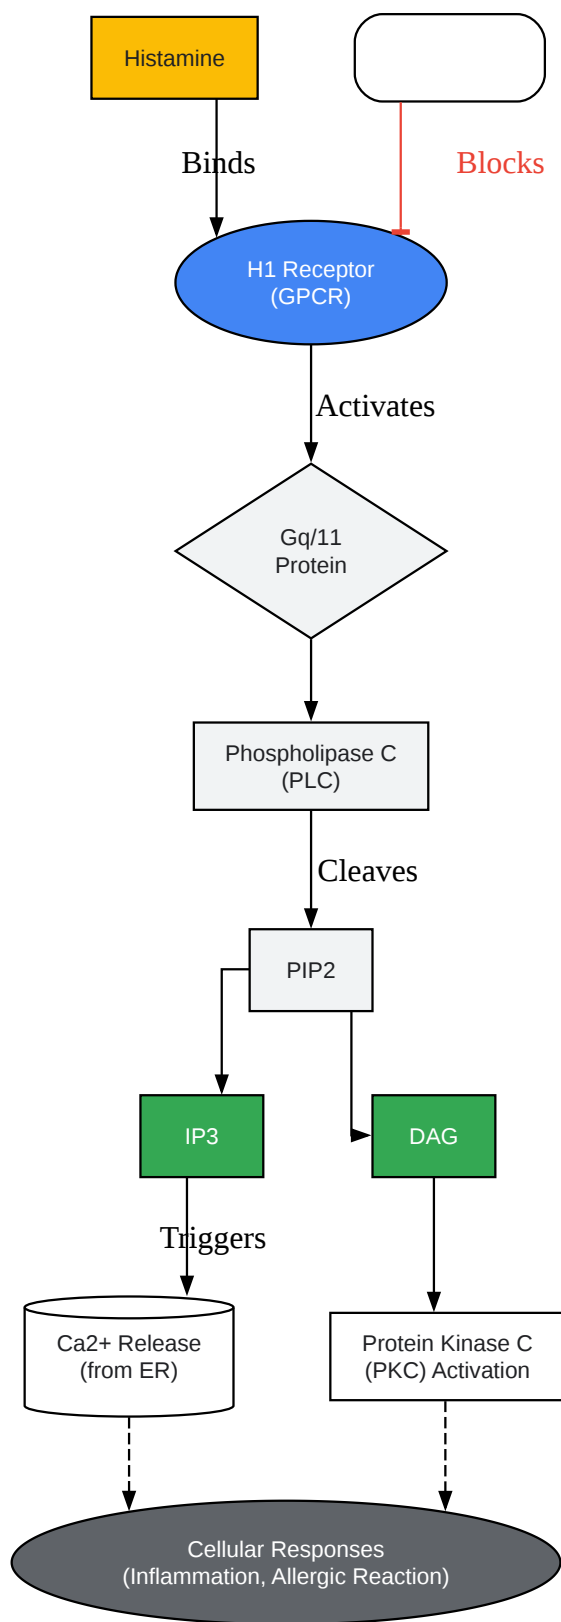 Histamine
Binds
Blocks
H1 Receptor
(GPCR)
Activates
Gq/11
Protein
Phospholipase C
(PLC)
Cleaves
PIP2
IP3
DAG
Triggers
Ca2+ Release
(from ER)
Protein Kinase C
(PKC) Activation
Cellular Responses
(Inflammation, Allergic Reaction)